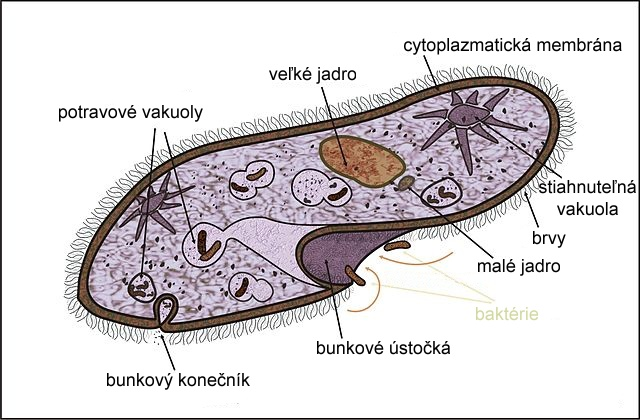 cytoplazmatická membrána
veľké jadro
potravové vakuoly
stiahnuteľná
vakuola
brvy
malé jadro
baktérie
bunkové ústočká
bunkový konečník